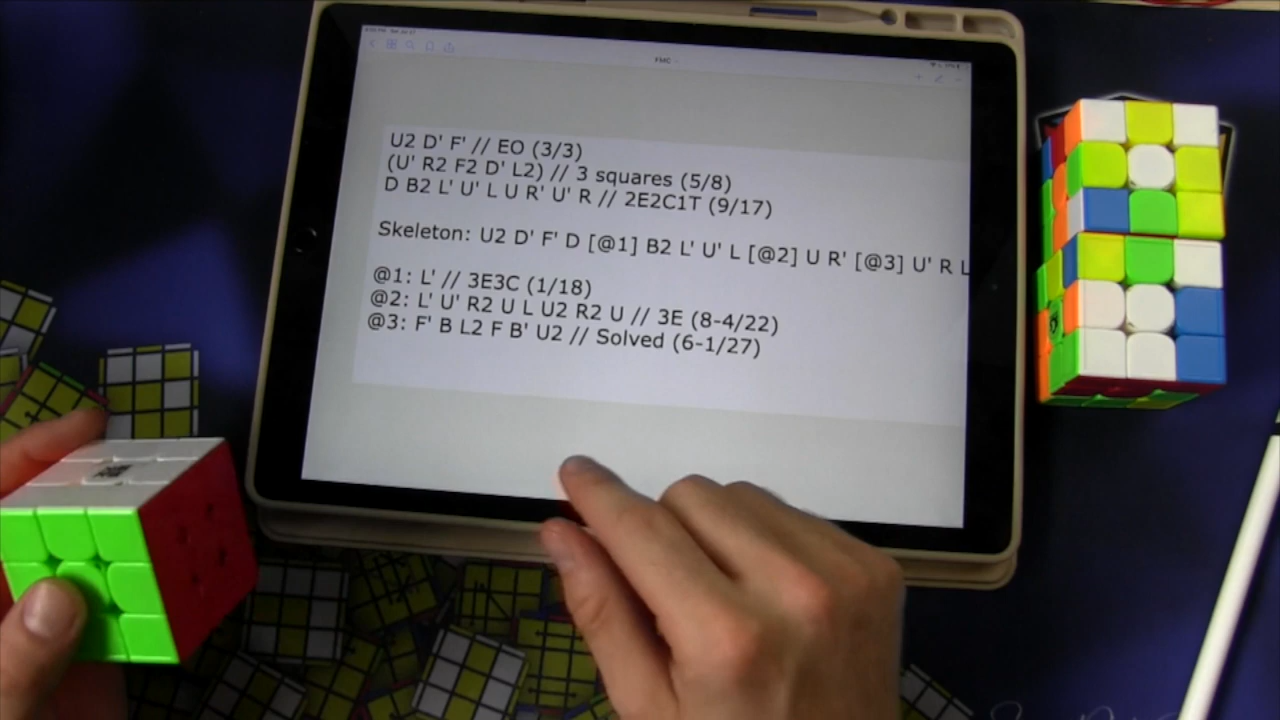 FMC
U2 D' F' // EO (3/3)
(U' R2 F2 D' L2) // 3 squares (5/8)
D B2 L' U' L U R' U' R // 2E2C1T (9/17)
Skeleton: U2 D' F' D [@1] B2 L' U' L [@2] U R' [@3] U' R L
@1: L' // 3E3C (1/18)
@2: L' U' R2 U L U2 R2 U // 3E (8-4/22)
@3: F' B L2 F B' U2 // Solved (6-1/27)